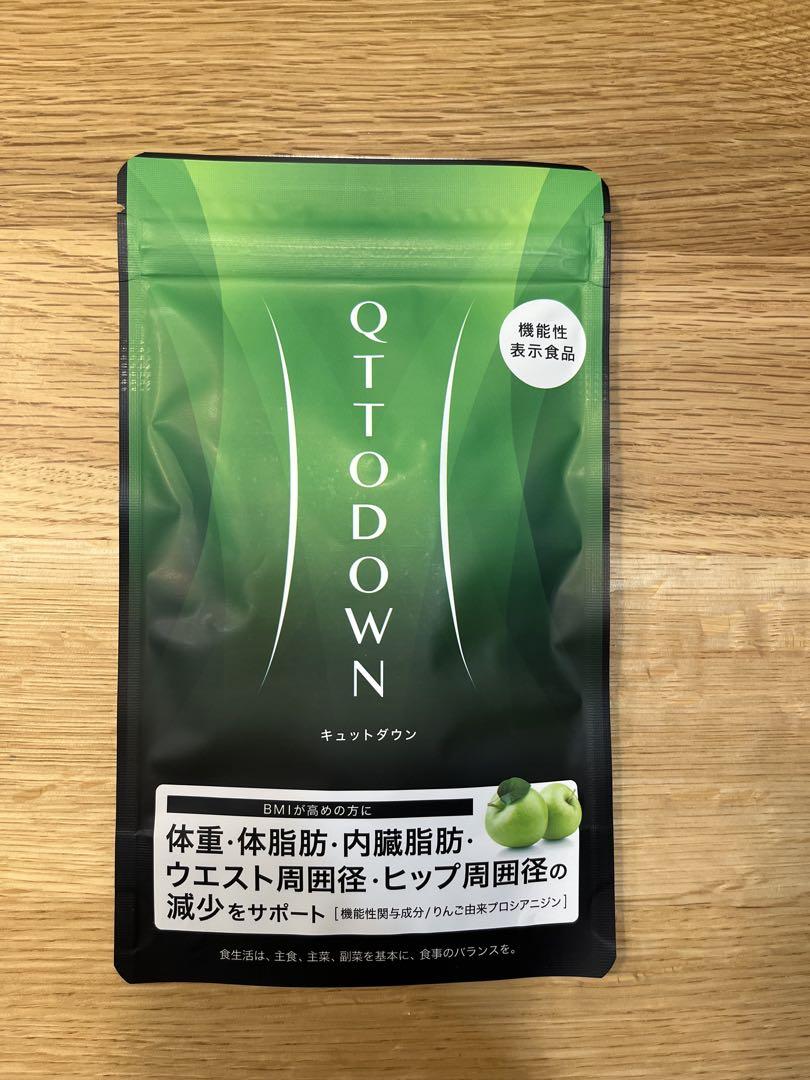 QTTODOWN
機能性
表示食品
キュットダウン
BMIが高めの方に
体重・体脂肪・内臓脂肪・
ウエスト周囲径・ヒップ周囲径の
減少をサポート [機能性関与成分/りんご由来プロシアニジン]
食生活は、主食、主菜、副菜を基本に、食事のバランスを。